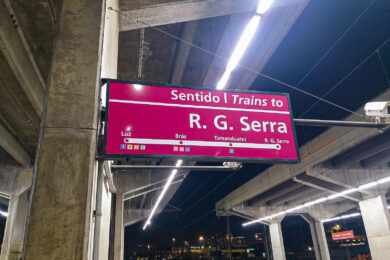 Sentido | Trains to
R. G. Serra
Luz
Brás
Tamanduateí
R. G. Serra